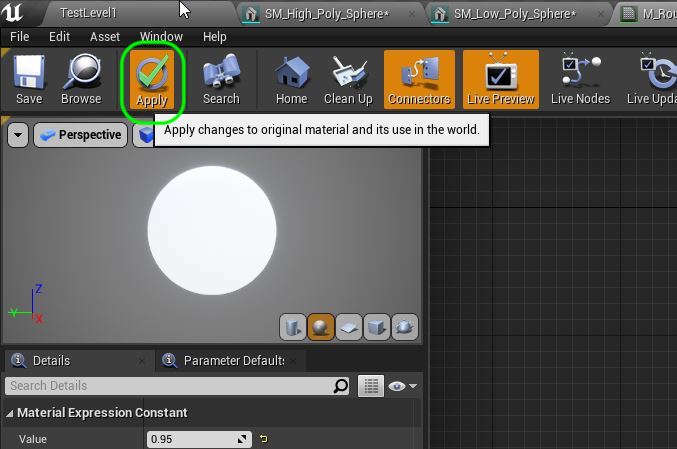 TestLevel1
SM_High_Poly_Sphere*
SM_Low_Poly_Sphere*
M_Rou
File Edit Asset Window Help
Save Browse Apply Search Home Clean Up Connectors Live Preview Live Nodes Live Upda
Perspective
Apply changes to original material and its use in the world.
Z
Y
X
Details Parameter Defaults
Search Details
Material Expression Constant
Value 0.95